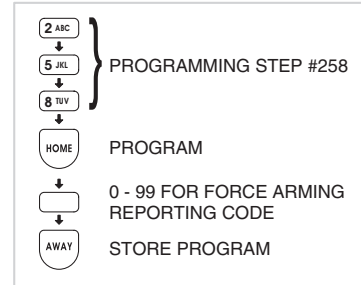 2 ABC
5 JKL
8 TUV
PROGRAMMING STEP #258
HOME
PROGRAM
0 - 99 FOR FORCE ARMING
REPORTING CODE
AWAY
STORE PROGRAM